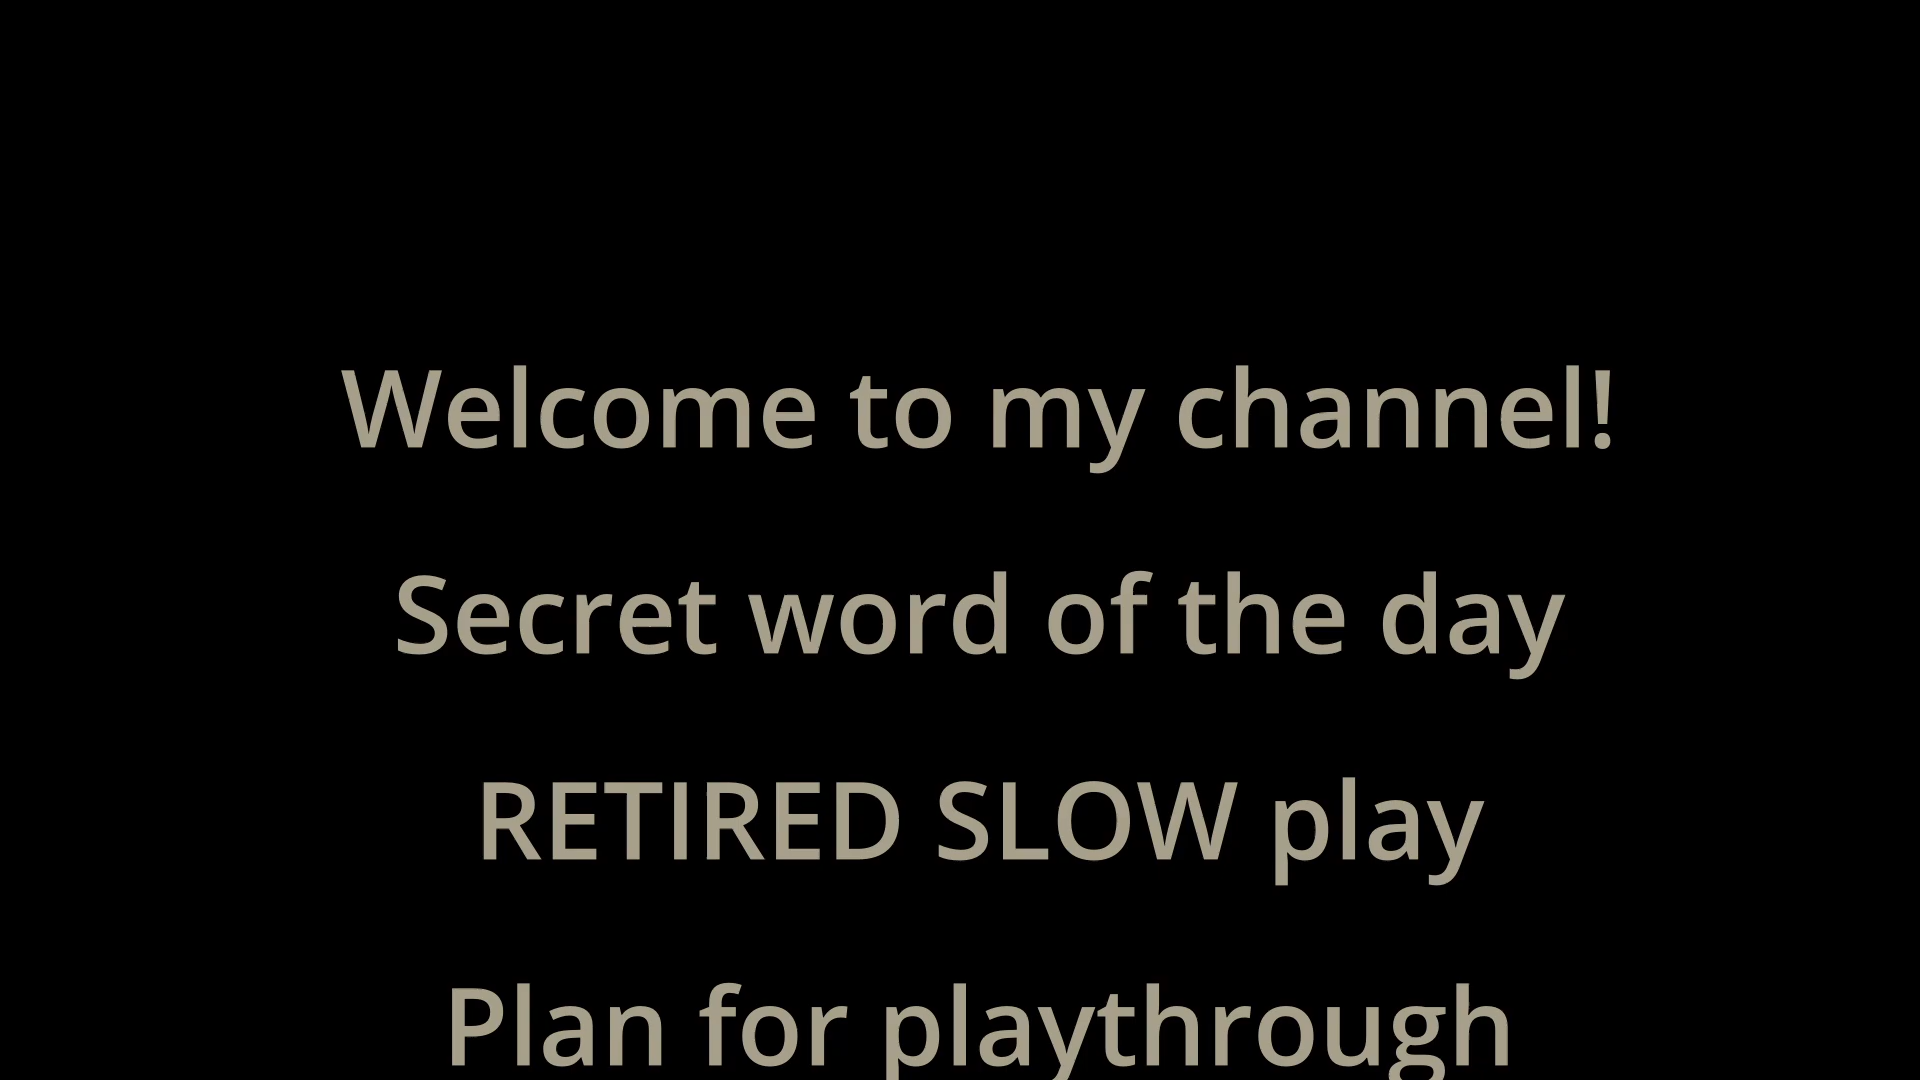 Welcome to my channel!
Secret word of the day
RETIRED SLOW play
Plan for playthrough